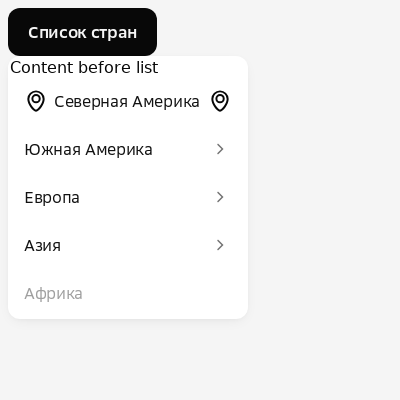 Список стран
Content before list
Северная Америка
Южная Америка
Европа
Азия
Африка